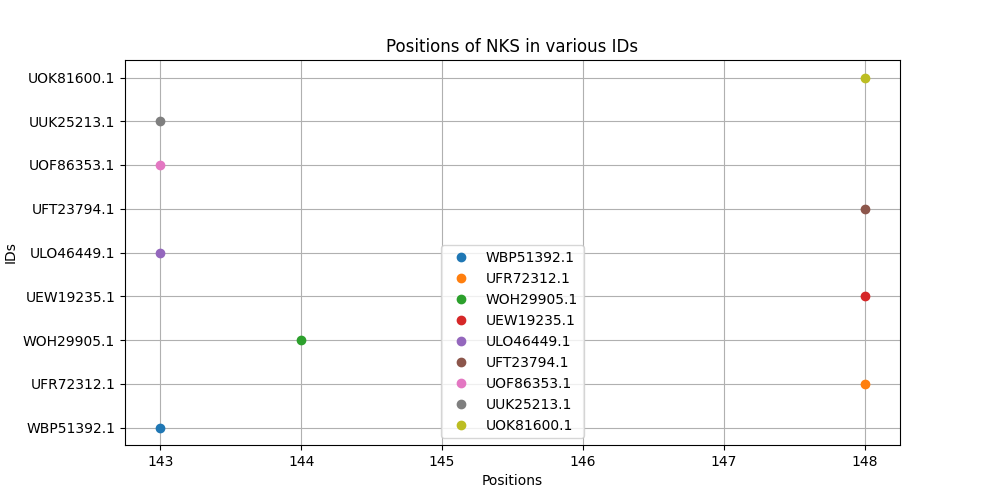 Positions of NKS in various IDs
IDs
UOK81600.1
UUK25213.1
UOF86353.1
UFT23794.1
ULO46449.1
UEW19235.1
WOH29905.1
UFR72312.1
WBP51392.1
WBP51392.1
UFR72312.1
WOH29905.1
UEW19235.1
ULO46449.1
UFT23794.1
UOF86353.1
UUK25213.1
UOK81600.1
143 144 145 146 147 148
Positions